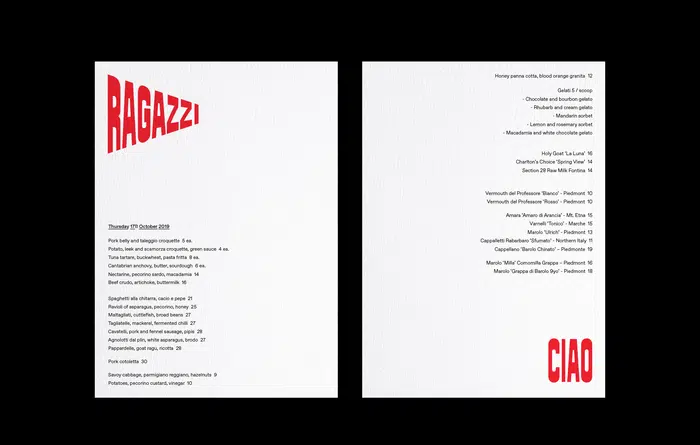 RAGAZZI
Thursday 17th October 2019
Pork belly and taleggio croquette 5 ea.
Potato, leek and scamorza croquette, green sauce 4 ea.
Tuna tartare, buckwheat, pasta fritta 8 ea.
Cantabrian anchovy, butter, sourdough 6 ea.
Nectarine, pecorino sardo, macadamia 14
Beef crudo, artichoke, buttermilk 16
Spaghetti alla chitarra, cacio e pepe 21
Ravioli of asparagus, pecorino, honey 25
Maltagliati, cuttlefish, broad beans 27
Tagliatelle, mackerel, fermented chilli 27
Cavatelli, pork and fennel sausage, pipie 26
Agnolotti del plin, white asparagus, brodo 27
Pappardelle, goat ragu, ricotta 28
Pork cotoletta 30
Savoy cabbage, parmigiano reggiano, hazelnuts 9
Potatoes, pecorino custard, vinegar 10
Honey panna cotta, blood orange granita 12
Gelati 5 / scoop
- Chocolate and bourbon gelato
- Rhubarb and cream gelato
- Mandarin sorbet
- Lemon and rosemary sorbet
- Macadamia and white chocolate gelato
Holy Goat 'La Luna' 16
Charlton's Choice 'Spring View' 14
Section 28 Raw Milk Fontina 14
Vermouth del Professore 'Bianco' - Piedmont 10
Vermouth del Professore 'Rosso' - Piedmont 10
Amara 'Amaro di Arancia' - Mt. Etna 15
Varnelli 'Tonico' - Marche 15
Marolo 'Ulrich' - Piedmont 13
Cappelletti Rabarbaro 'Sfumato' - Northern Italy 11
Cappellano 'Barolo Chinato' - Piemonte 19
Marolo 'Milla' Camomilla Grappa - Piedmont 16
Marolo 'Grappa di Barolo 9yo' - Piedmont 18
CIAO